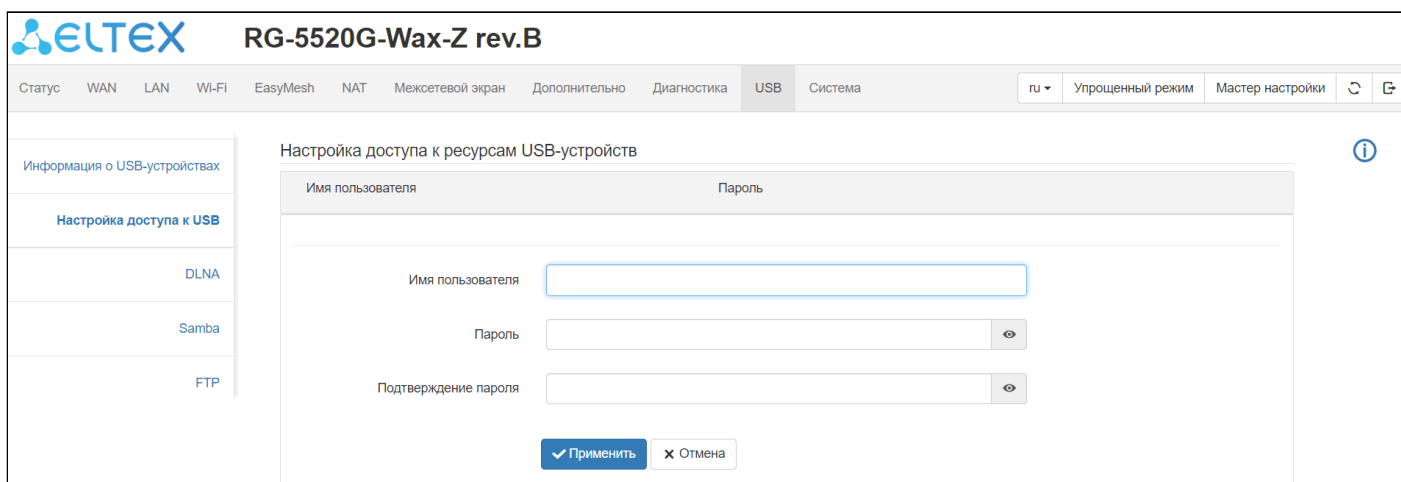 ELTEX RG-5520G-Wax-Z rev.B
Статус WAN LAN Wi-Fi EasyMesh NAT Межсетевой экран Дополнительно Диагностика USB Система ru Упрощенный режим Мастер настройки
Информация о USB-устройствах
Настройка доступа к USB
DLNA
Samba
FTP
Настройка доступа к ресурсам USB-устройств
Имя пользователя Пароль
Имя пользователя
Пароль
Подтверждение пароля
Применить Отмена